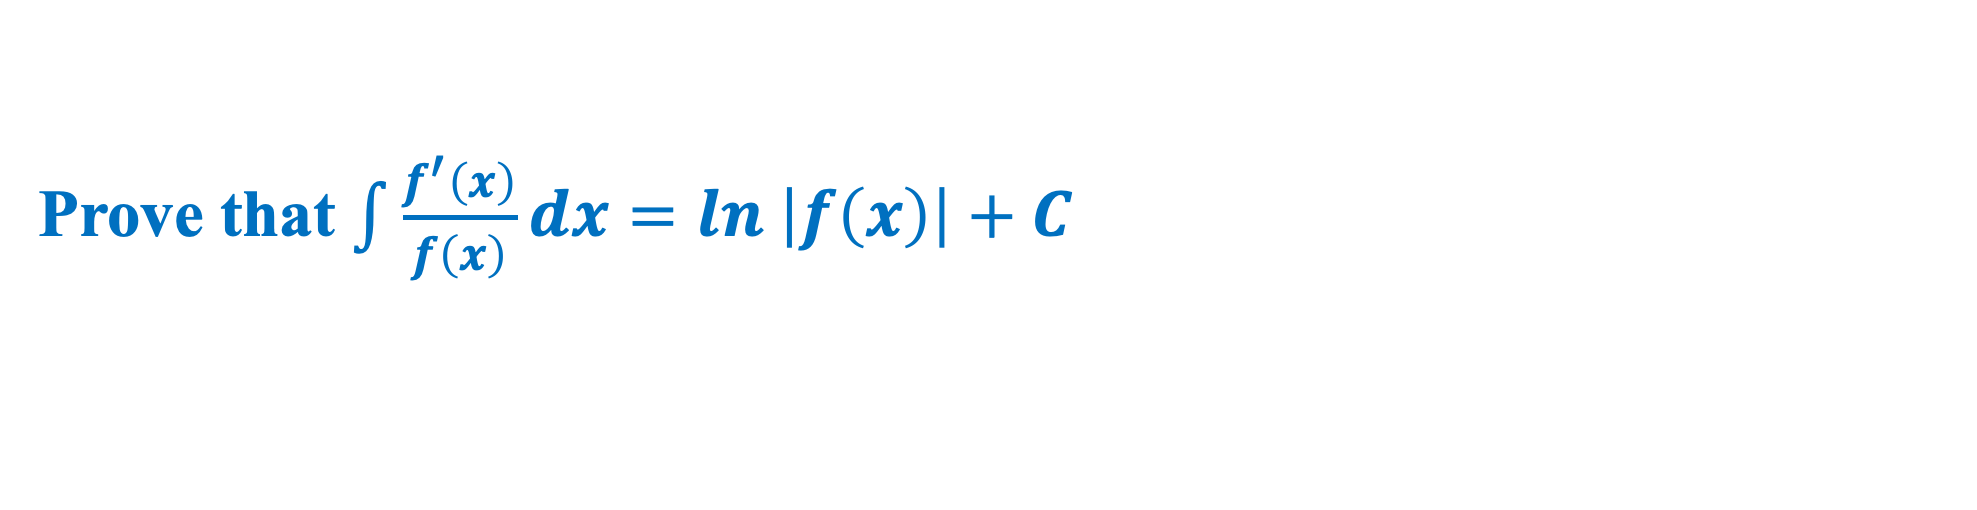 Prove that ∫ f′(x)/f(x) dx = ln |f(x)| + C